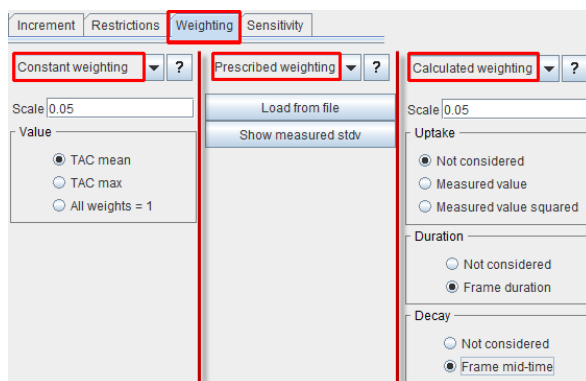 Increment Restrictions Weighting Sensitivity
Constant weighting ?
Scale 0.05
Value
TAC mean
TAC max
All weights = 1
Prescribed weighting ?
Load from file
Show measured stdv
Calculated weighting ?
Scale 0.05
Uptake
Not considered
Measured value
Measured value squared
Duration
Not considered
Frame duration
Decay
Not considered
Frame mid-time